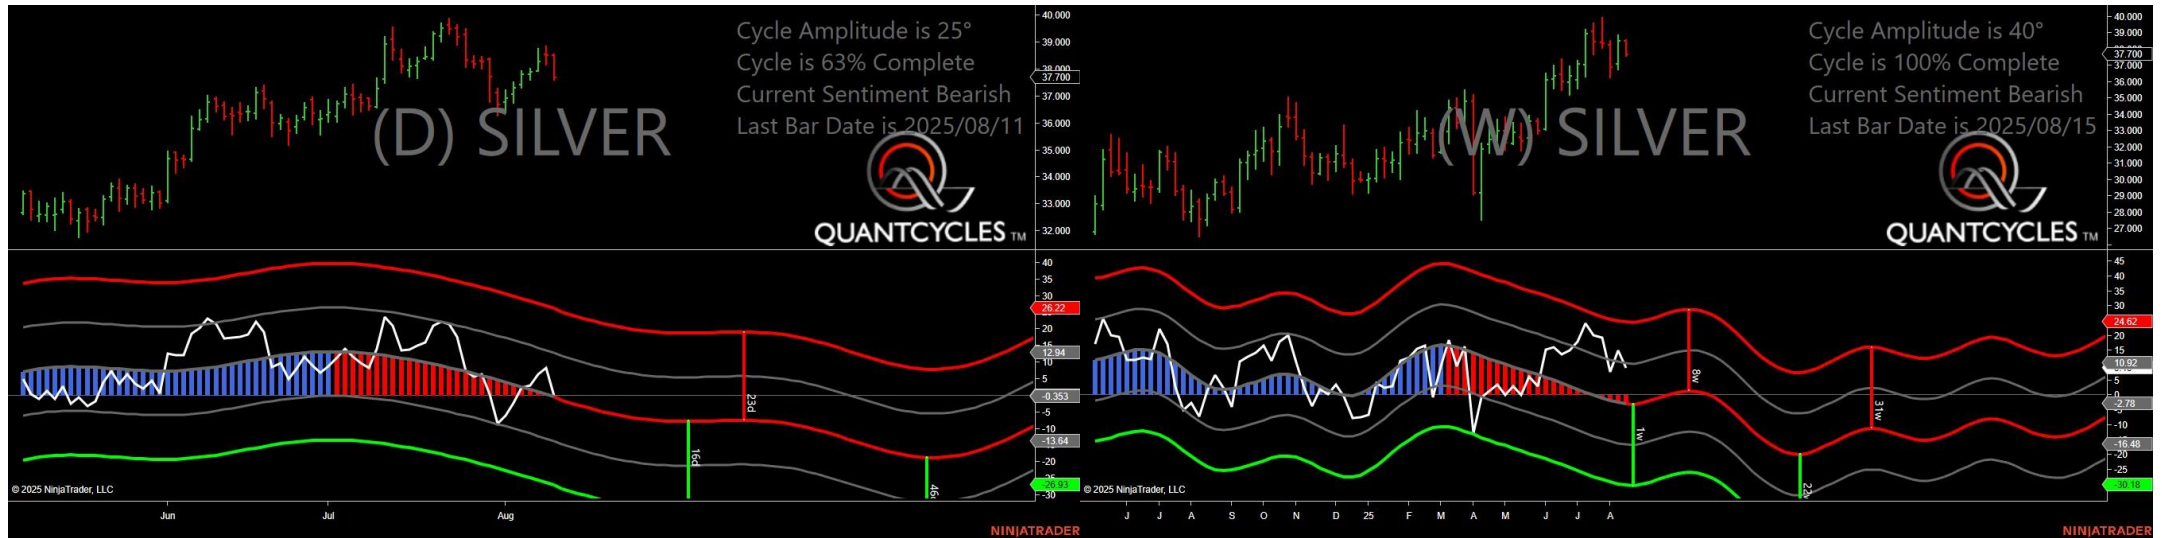 Cycle Amplitude is 25°
Cycle is 63% Complete
Current Sentiment Bearish
Last Bar Date is 2025/08/11
(D) SILVER
QUANTCYCLES TM
40.000
39.000
38.000
37.700
37.000
36.000
35.000
34.000
33.000
32.000
40
35
30
26.22
20
15
12.94
10
5
-0.353
-5
-10
-13.64
-20
-26.93
-30
23d
16d
© 2025 NinjaTrader, LLC
Jun
Jul
Aug
NINJATRADER
Cycle Amplitude is 40°
Cycle is 100% Complete
Current Sentiment Bearish
Last Bar Date is 2025/08/15
(W) SILVER
QUANTCYCLES TM
40.000
39.000
37.700
37.000
36.000
35.000
34.000
33.000
32.000
31.000
30.000
29.000
28.000
27.000
45
40
35
30
24.62
20
15
10.92
5
0
-2.78
-5
-10
-16.48
-20
-25
-30.18
8w
1w
31w
© 2025 NinjaTrader, LLC
J
J
A
S
O
N
D
25
F
M
A
M
J
J
A
NINJATRADER